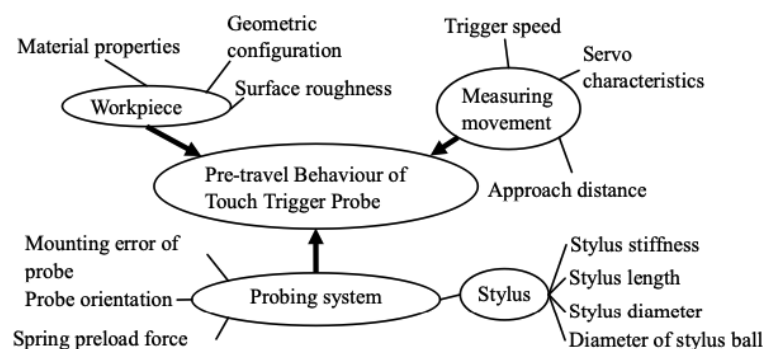 Material properties
Geometric
configuration
Surface roughness
Workpiece
Trigger speed
Servo
characteristics
Measuring
movement
Approach distance
Pre-travel Behaviour of
Touch Trigger Probe
Mounting error of
probe
Probe orientation
Spring preload force
Probing system
Stylus
Stylus stiffness
Stylus length
Stylus diameter
Diameter of stylus ball